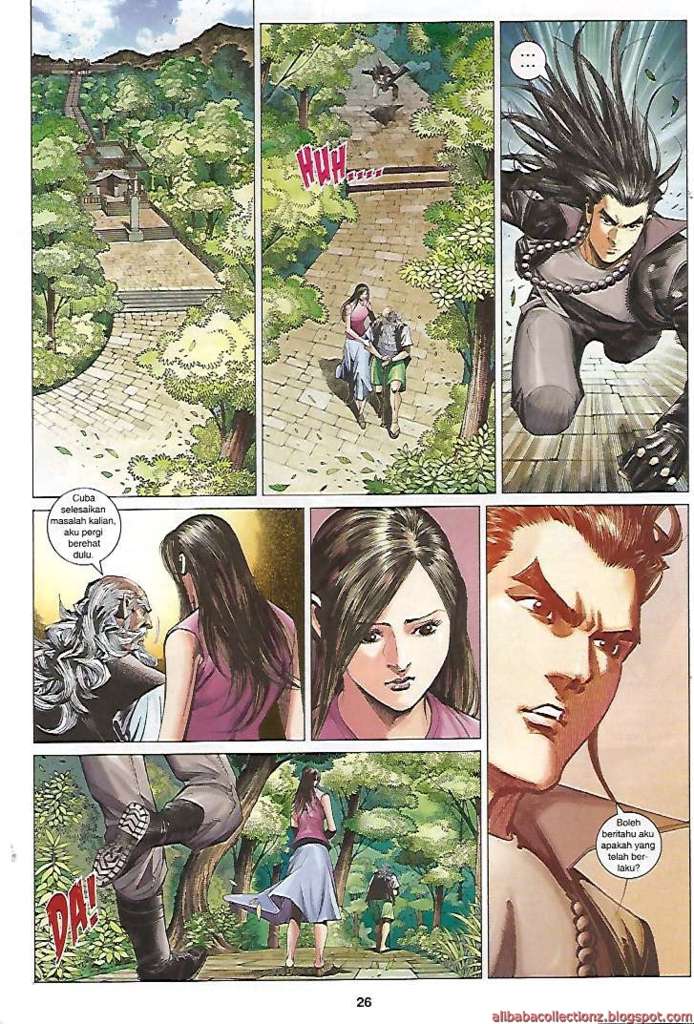 HUH....
... ...
Cuba
selesaikan
masalah kalian,
aku pergi
berehat
dulu.
Boleh
beritahu aku
apakah yang
telah ber-
laku?
DA!
26
alibabacollectionz.blogspot.com